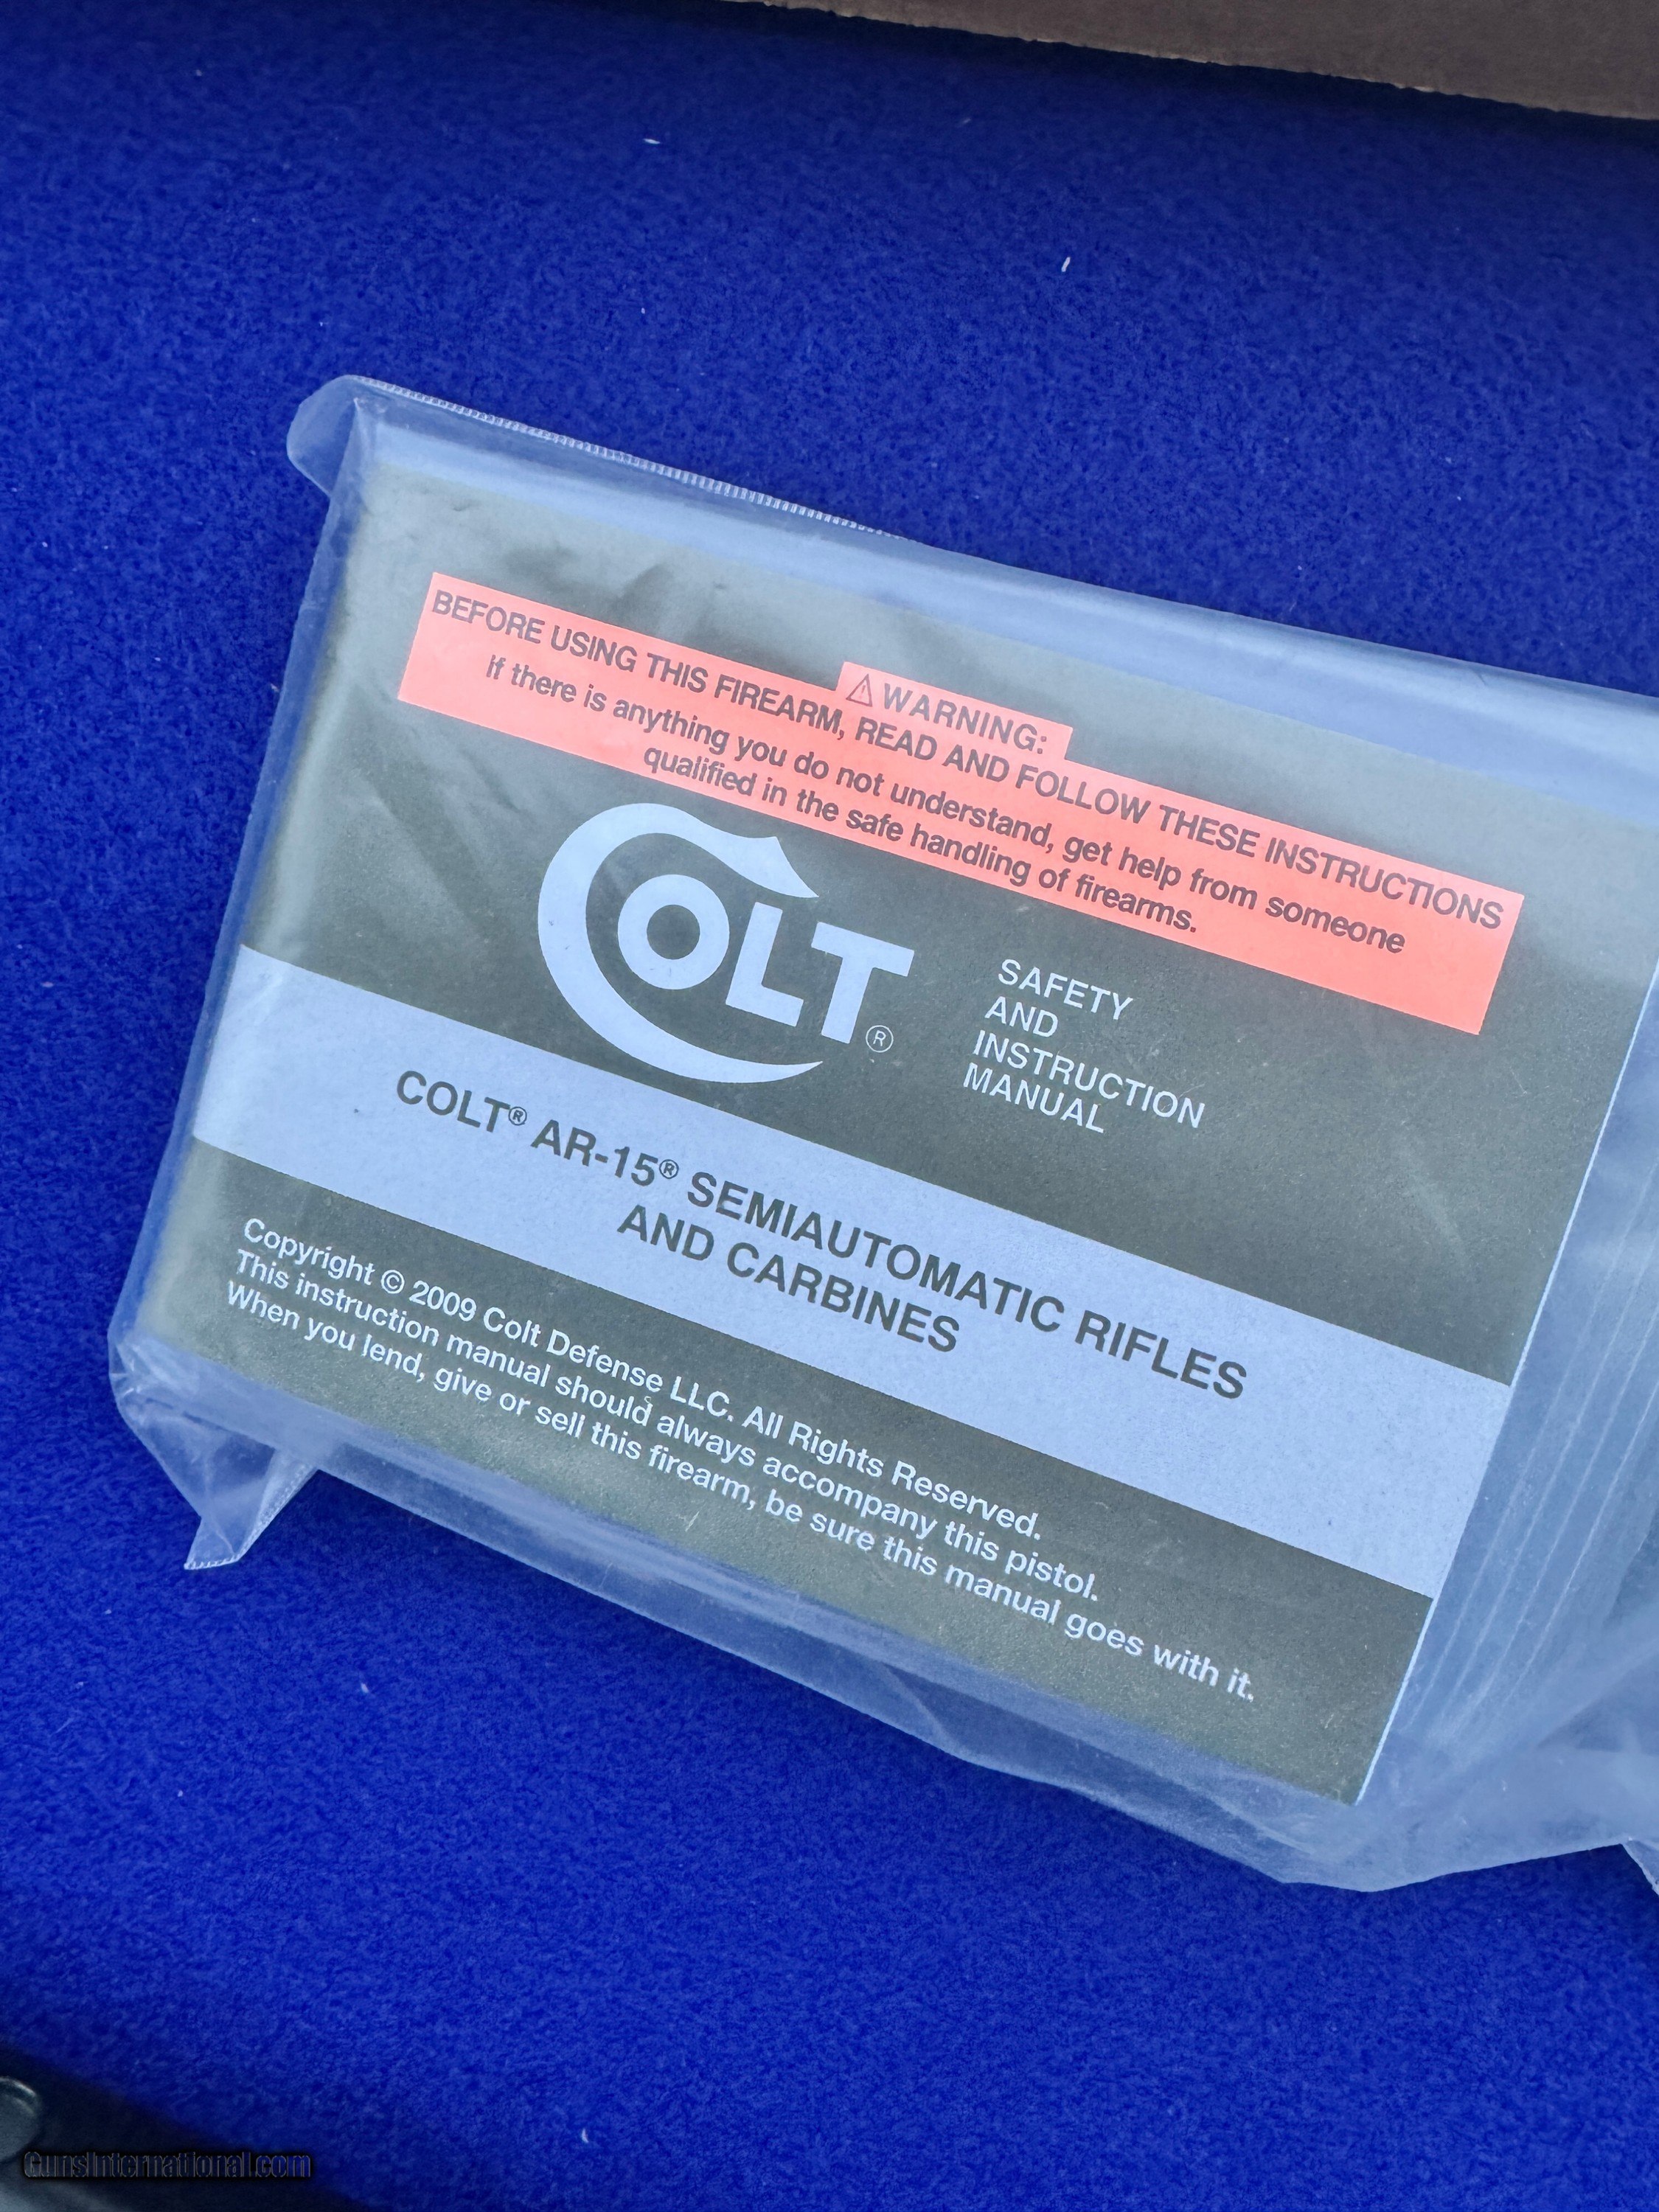 ⚠ WARNING:
BEFORE USING THIS FIREARM, READ AND FOLLOW THESE INSTRUCTIONS
if there is anything you do not understand, get help from someone
qualified in the safe handling of firearms.
COLT®
SAFETY
AND
INSTRUCTION
MANUAL
COLT® AR-15® SEMIAUTOMATIC RIFLES
AND CARBINES
Copyright © 2009 Colt Defense LLC. All Rights Reserved.
This instruction manual should always accompany this pistol.
When you lend, give or sell this firearm, be sure this manual goes with it.
GunsInternational.com